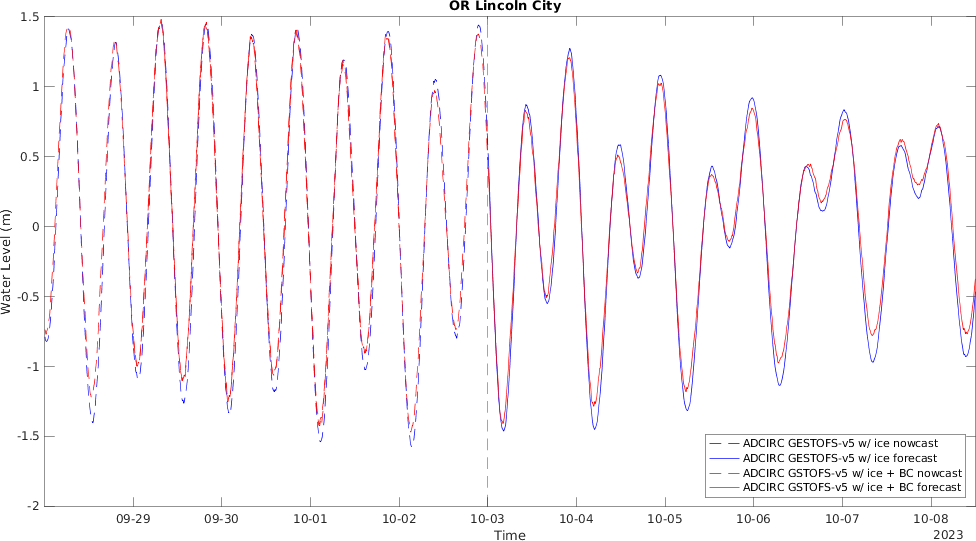 OR Lincoln City
1.5
1
0.5
0
-0.5
-1
-1.5
-2
Water Level (m)
09-29 09-30 10-01 10-02 10-03 10-04 10-05 10-06 10-07 10-08
Time
2023
ADCIRC GESTOFS-v5 w/ ice nowcast
ADCIRC GESTOFS-v5 w/ ice forecast
ADCIRC GSTOFS-v5 w/ ice + BC nowcast
ADCIRC GSTOFS-v5 w/ ice + BC forecast